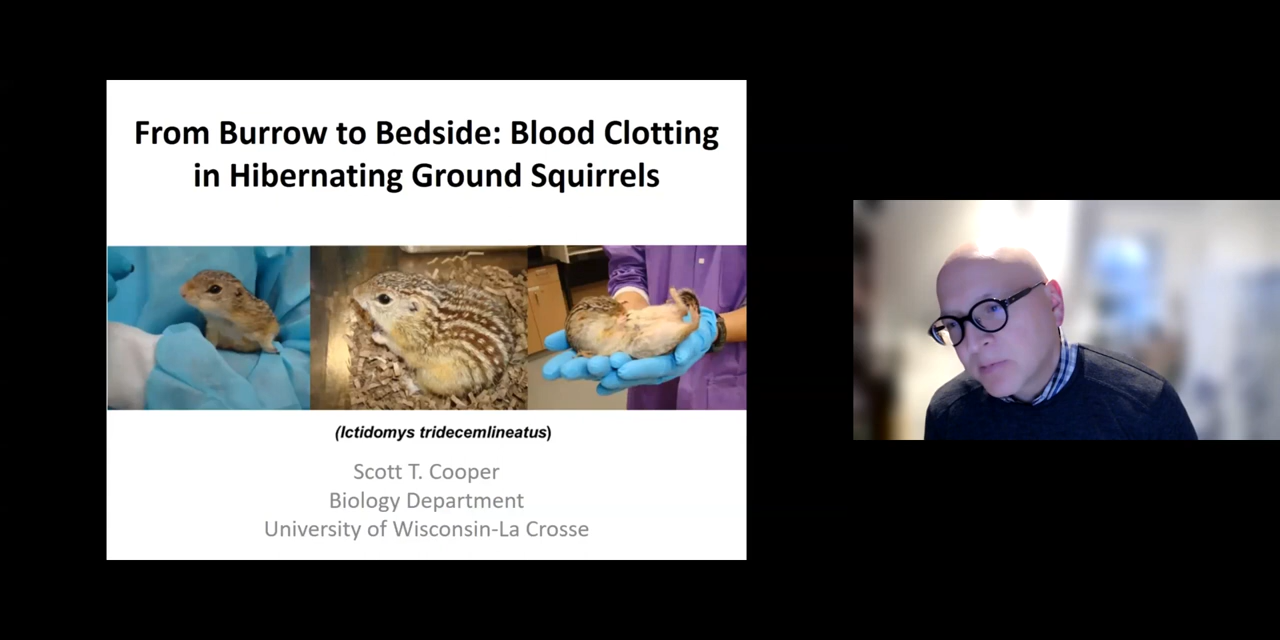 From Burrow to Bedside: Blood Clotting
in Hibernating Ground Squirrels
(Ictidomys tridecemlineatus)
Scott T. Cooper
Biology Department
University of Wisconsin-La Crosse